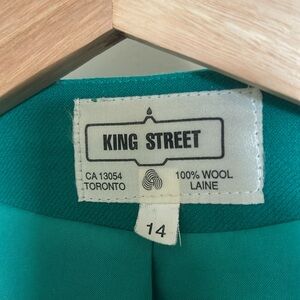 KING STREET
CA 13054 100% WOOL
TORONTO LAINE
14